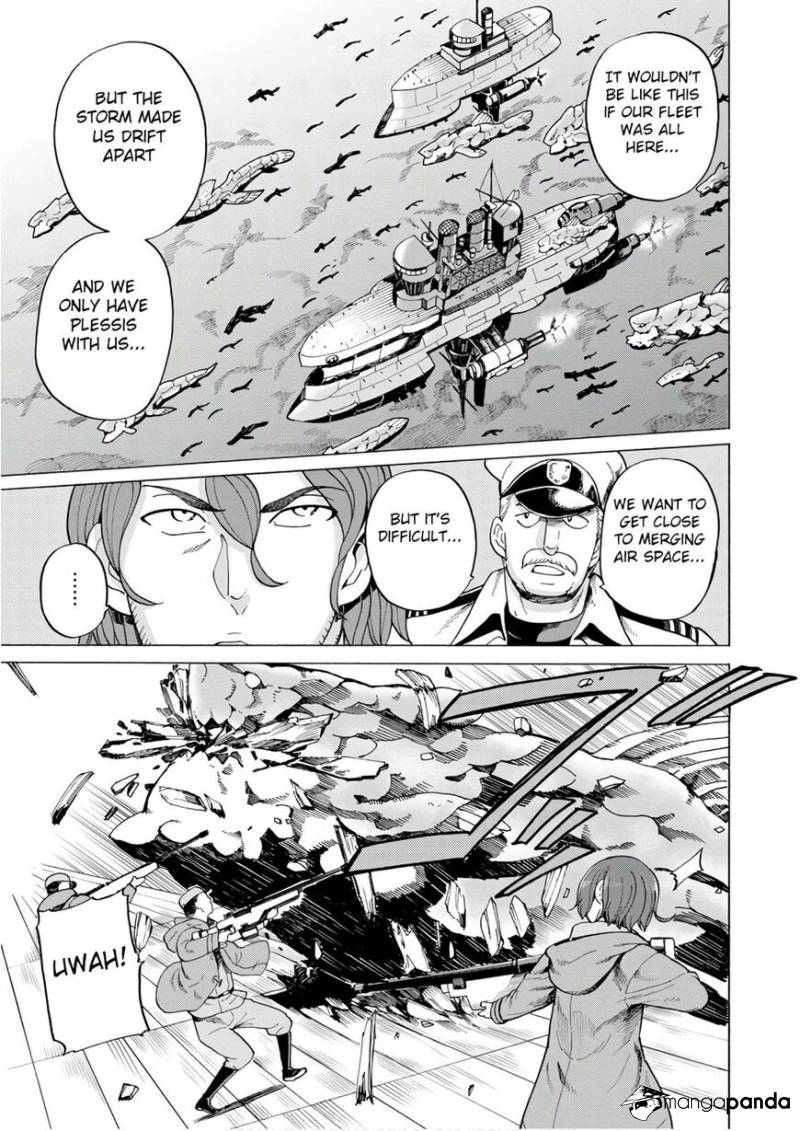 IT WOULDN'T
BE LIKE THIS
IF OUR FLEET
WAS ALL
HERE...
BUT THE
STORM MADE
US DRIFT
APART
AND WE
ONLY HAVE
PLESSIS
WITH US...
WE WANT TO
GET CLOSE
TO MERGING
AIR SPACE...
BUT IT'S
DIFFICULT...
......
UWAH!
mangapanda